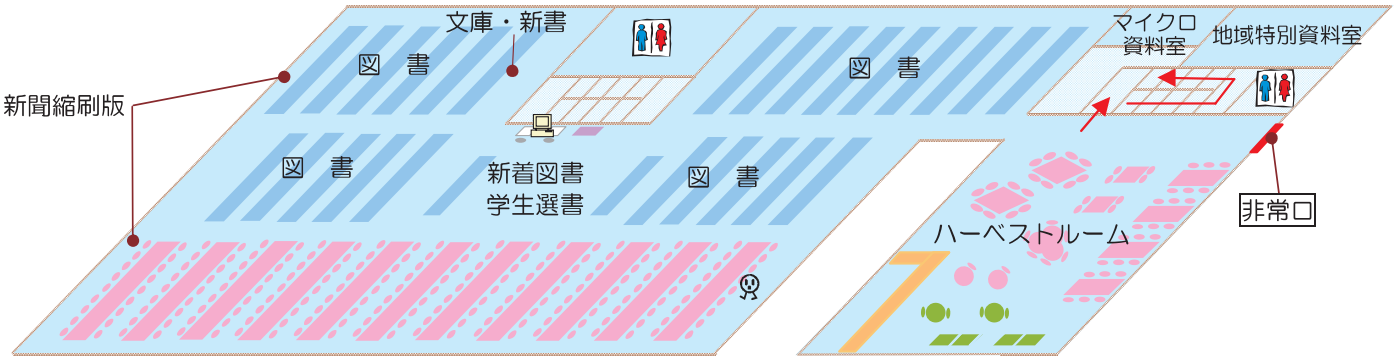 文庫・新書
マイクロ
資料室
地域特別資料室
図 書
図 書
新聞縮刷版
図 書
新着図書
学生選書
図 書
非常口
ハーベストルーム